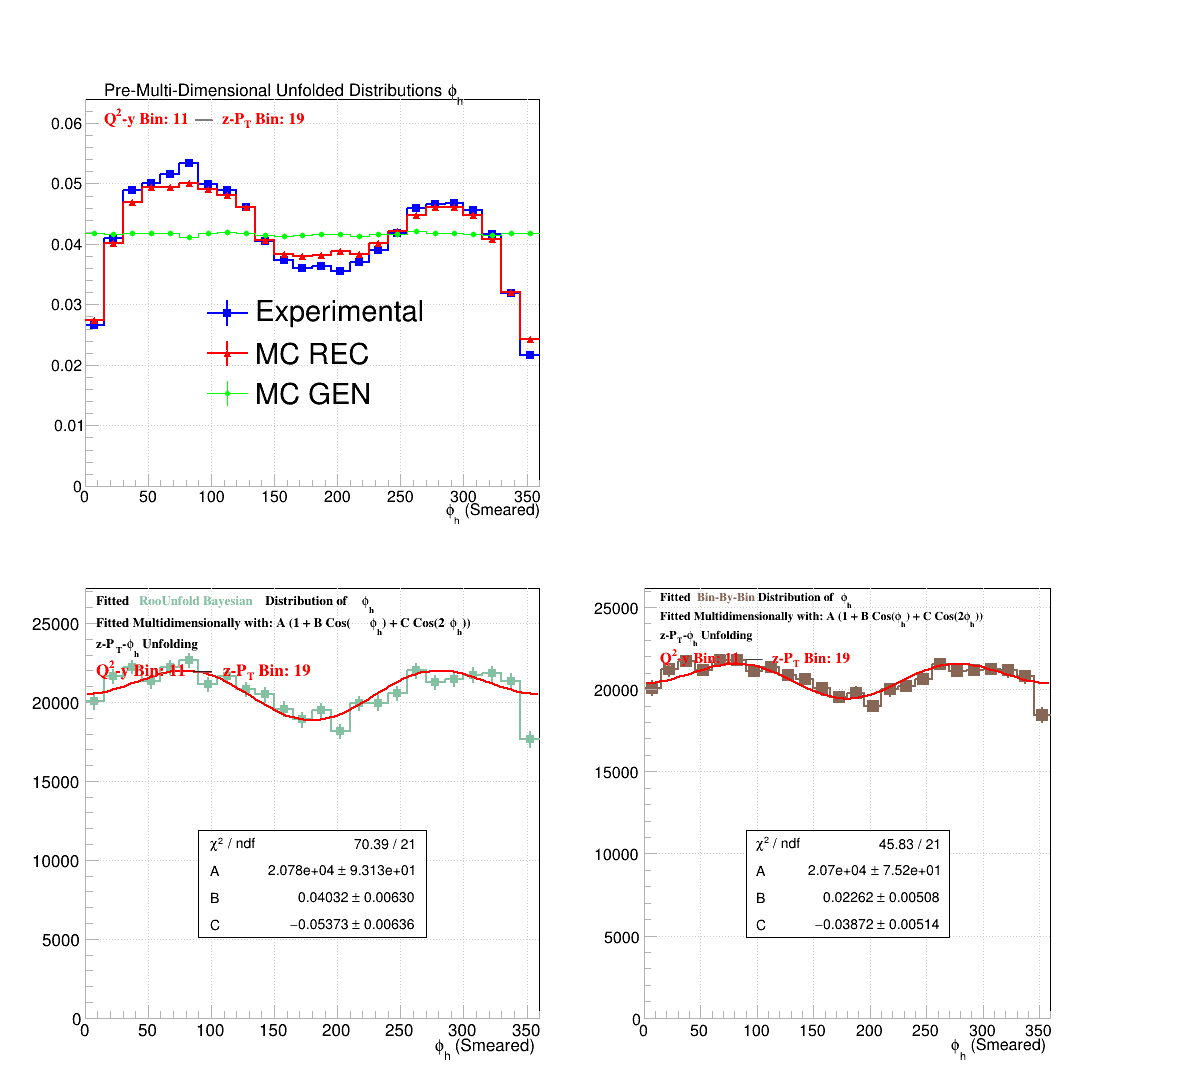 Pre-Multi-Dimensional Unfolded Distributions ϕh
Q2-y Bin: 11 — z-PT Bin: 19
0.06
0.05
0.04
0.03
0.02
0.01
0
Experimental
MC REC
MC GEN
0 50 100 150 200 250 300 350
ϕh (Smeared)
Fitted RooUnfold Bayesian Distribution of ϕh
Fitted Multidimensionally with: A (1 + B Cos( ϕh) + C Cos(2 ϕh))
z-PT-ϕh Unfolding
Q2-y Bin: 11 — z-PT Bin: 19
25000
20000
15000
10000
5000
0
χ2 / ndf 70.39 / 21
A 2.078e+04 ± 9.313e+01
B 0.04032 ± 0.00630
C −0.05373 ± 0.00636
0 50 100 150 200 250 300 350
ϕh (Smeared)
Fitted Bin-By-Bin Distribution of ϕh
Fitted Multidimensionally with: A (1 + B Cos(ϕh) + C Cos(2ϕh))
z-PT-ϕh Unfolding
Q2-y Bin: 11 — z-PT Bin: 19
25000
20000
15000
10000
5000
0
χ2 / ndf 45.83 / 21
A 2.07e+04 ± 7.52e+01
B 0.02262 ± 0.00508
C −0.03872 ± 0.00514
0 50 100 150 200 250 300 350
ϕh (Smeared)